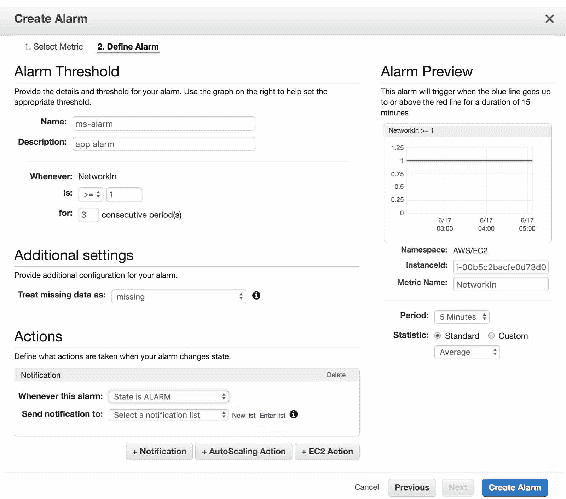 Create Alarm
1. Select Metric 2. Define Alarm
Alarm Threshold
Provide the details and threshold for your alarm. Use the graph on the right to help set the
appropriate threshold.
Name: ms-alarm
Description: app alarm
Whenever: NetworkIn
is: >= 1
for: 3 consecutive period(s)
Additional settings
Provide additional configuration for your alarm.
Treat missing data as: missing
Actions
Define what actions are taken when your alarm changes state.
Notification Delete
Whenever this alarm: State is ALARM
Send notification to: Select a notification list New list Enter list
+ Notification + AutoScaling Action + EC2 Action
Alarm Preview
This alarm will trigger when the blue line goes up
to or above the red line for a duration of 15
minutes
NetworkIn >= 1
1.25
1
0.75
0.5
0.25
0
6/17 6/17 6/17
03:00 04:00 05:00
Namespace: AWS/EC2
InstanceId: i-00b5c2bacfe0d73d0
Metric Name: NetworkIn
Period: 5 Minutes
Statistic: Standard Custom
Average
Cancel Previous Next Create Alarm